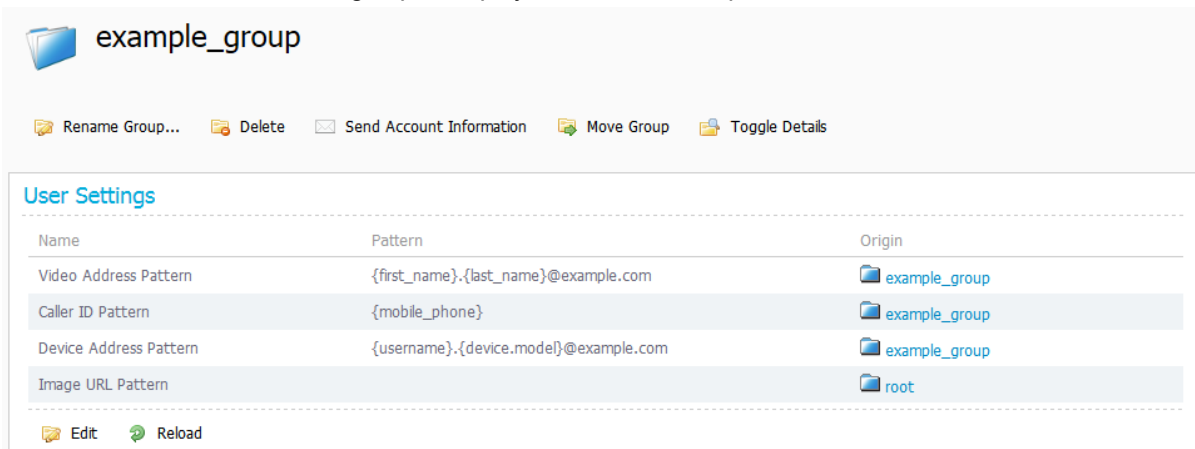 example_group
Rename Group... Delete Send Account Information Move Group Toggle Details
User Settings
Name Pattern Origin
Video Address Pattern {first_name}.{last_name}@example.com example_group
Caller ID Pattern {mobile_phone} example_group
Device Address Pattern {username}.{device.model}@example.com example_group
Image URL Pattern root
Edit Reload